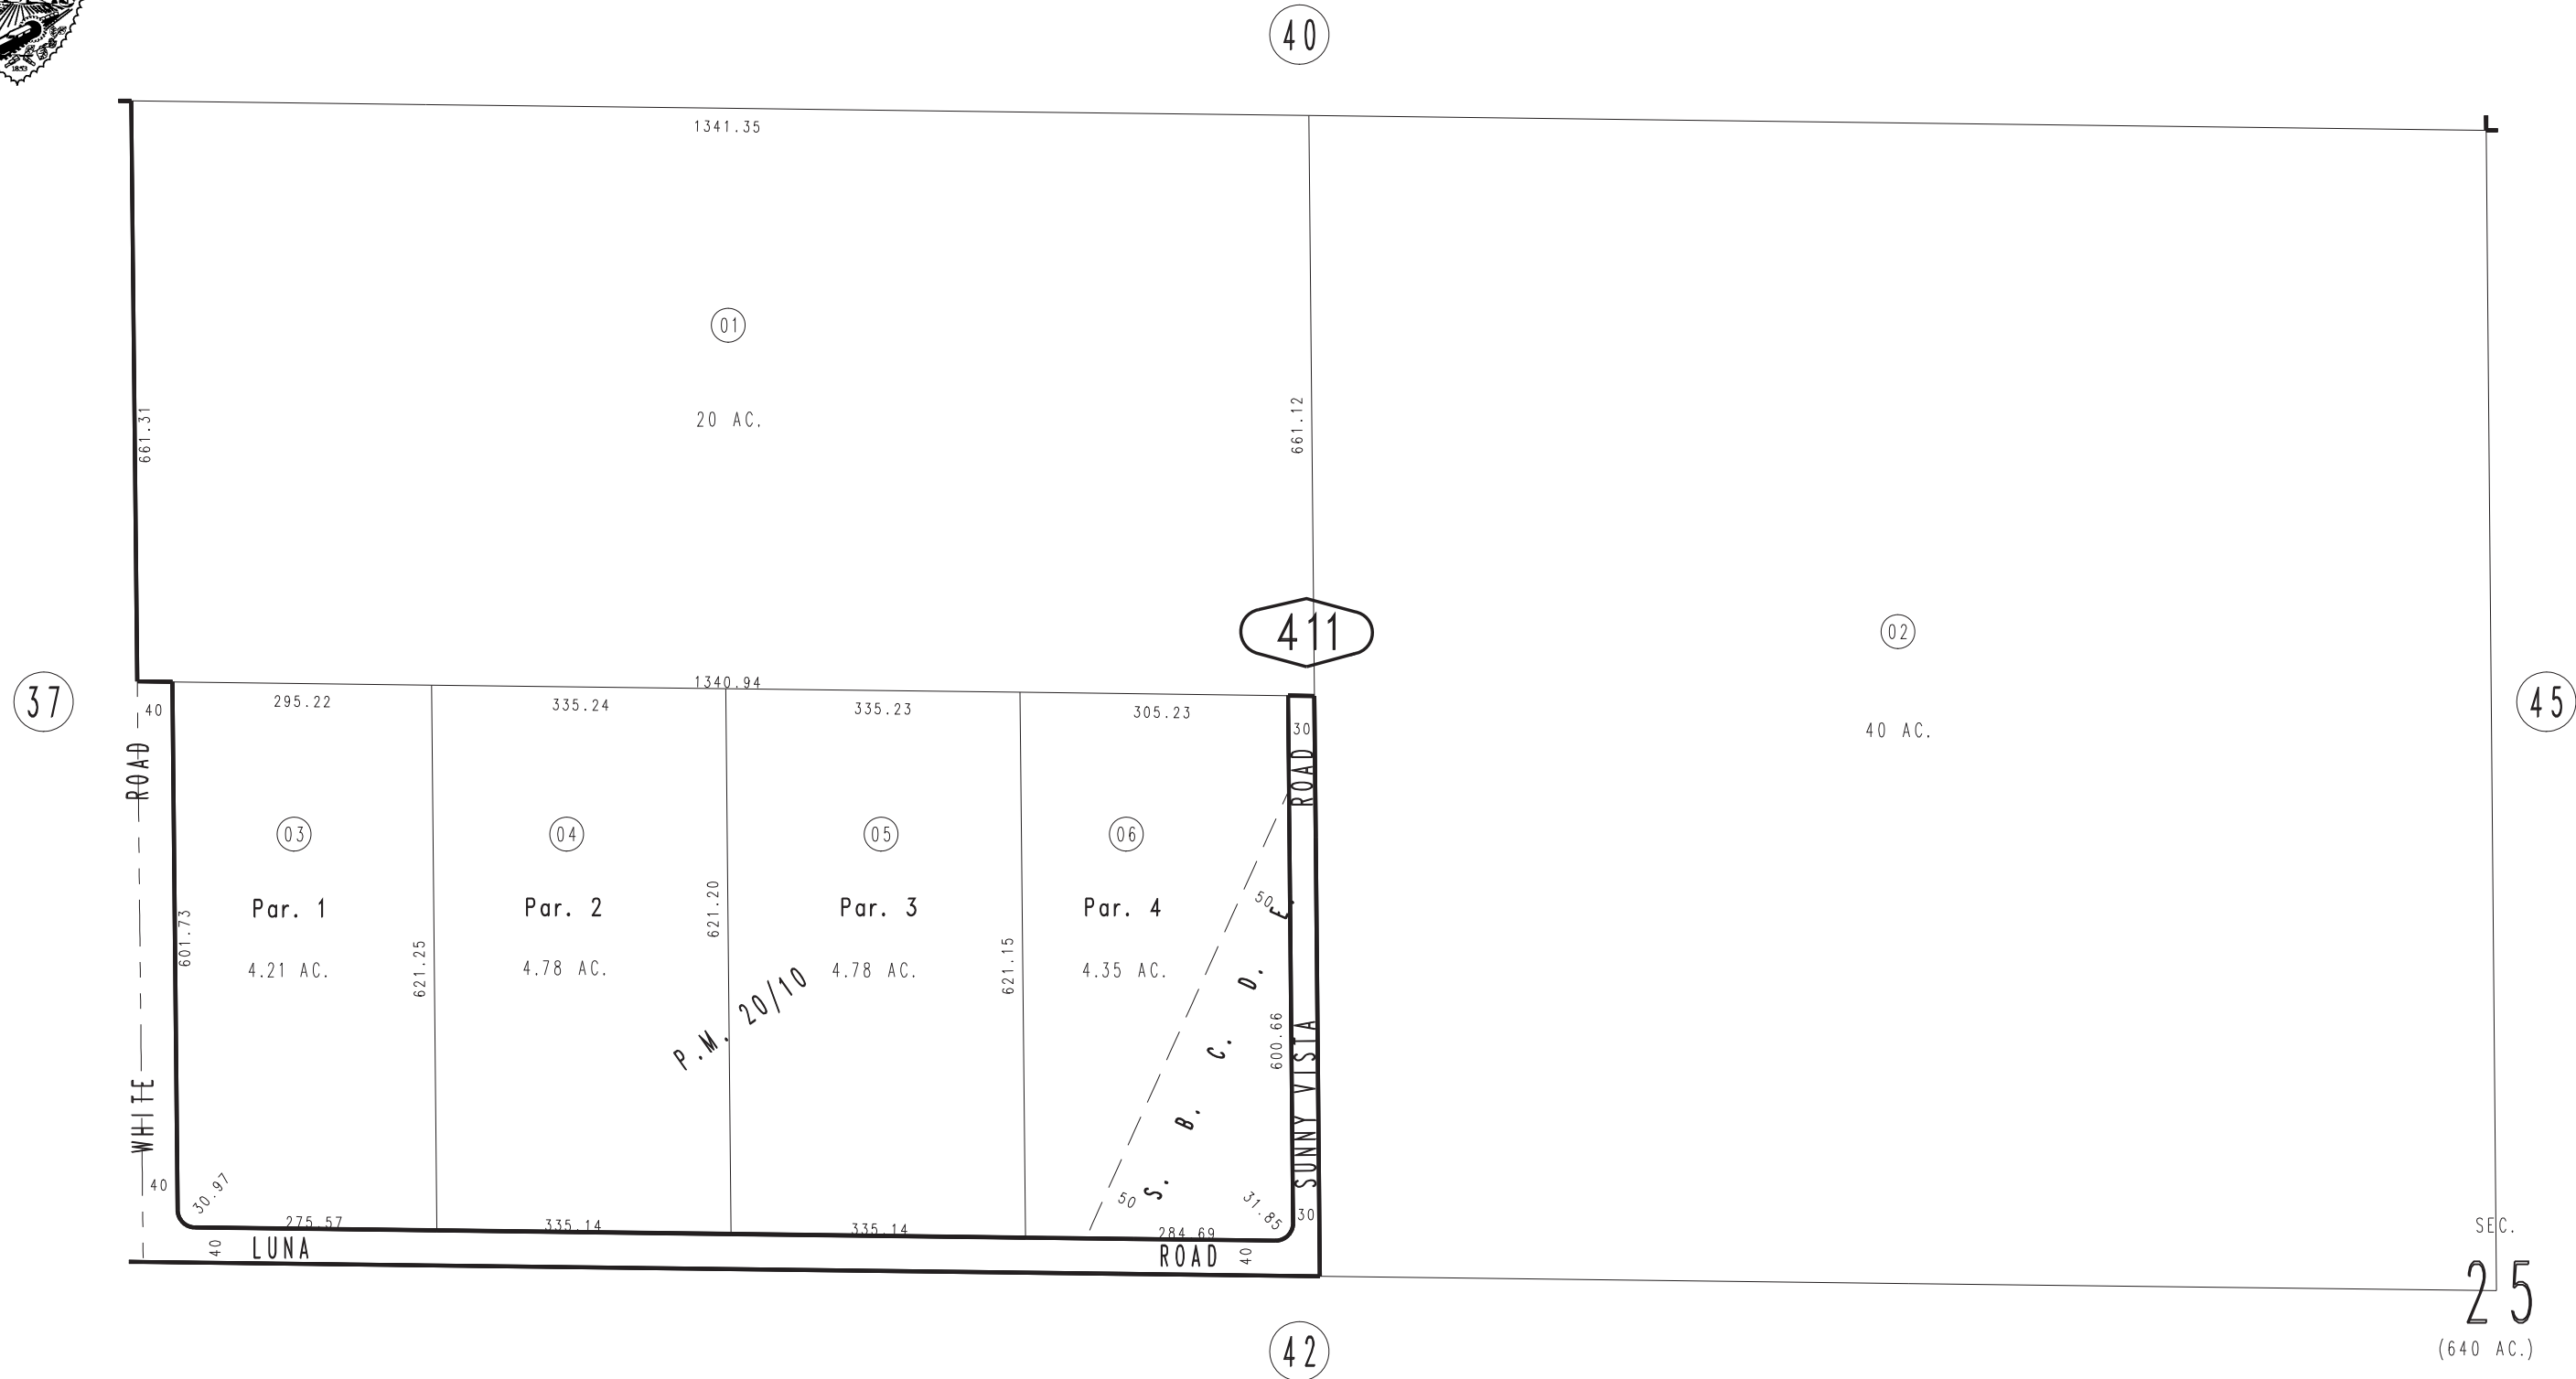 1853
40
1341.35
01
20 AC.
661.31
661.12
411
02
40 AC.
37
45
1340.94
40
295.22
335.24
335.23
305.23
30
ROAD
ROAD
03
04
05
06
Par. 1
Par. 2
Par. 3
Par. 4
4.21 AC.
4.78 AC.
4.78 AC.
4.35 AC.
601.73
621.25
621.20
621.15
600.66
P.M. 20/10
50
S. B. C. D. E.
50
WHITE
SUNNY VISTA
40
30.97
31.85
30
275.57
335.14
335.14
284.69
40
LUNA
ROAD
40
SEC.
25
(640 AC.)
42